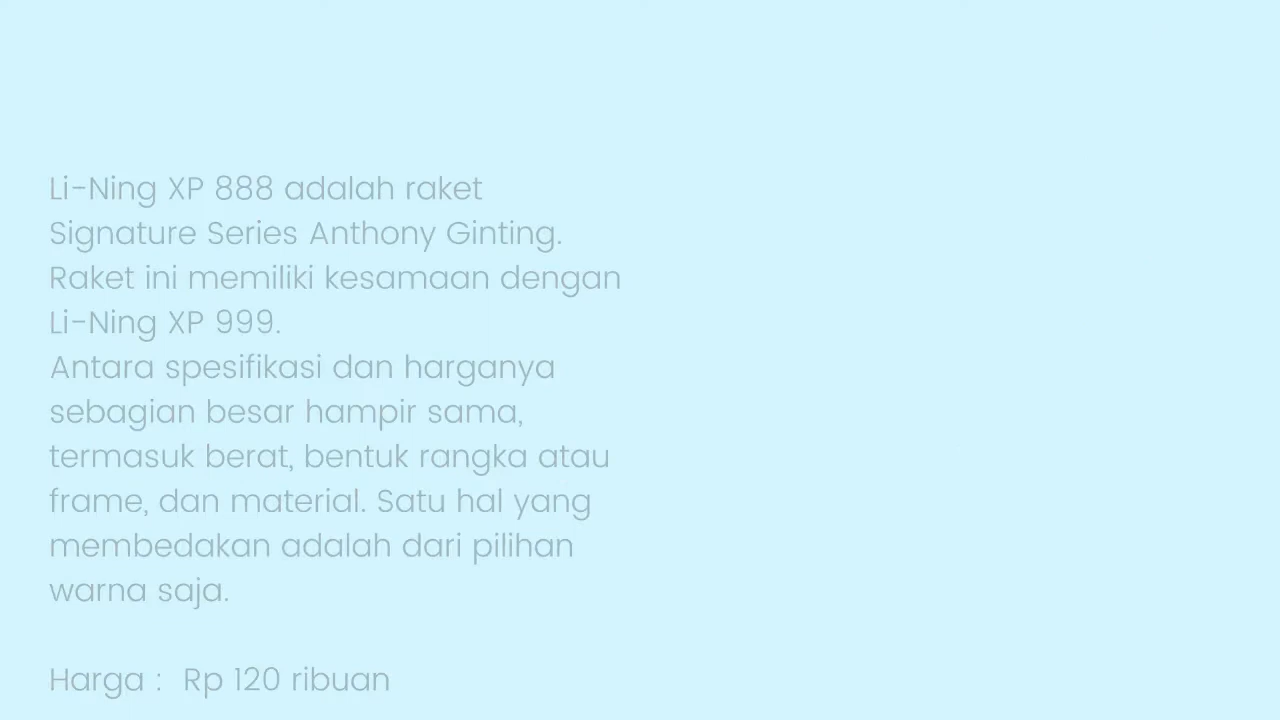 Li-Ning XP 888 adalah raket
Signature Series Anthony Ginting.
Raket ini memiliki kesamaan dengan
Li-Ning XP 999.
Antara spesifikasi dan harganya
sebagian besar hampir sama,
termasuk berat, bentuk rangka atau
frame, dan material. Satu hal yang
membedakan adalah dari pilihan
warna saja.
Harga : Rp 120 ribuan